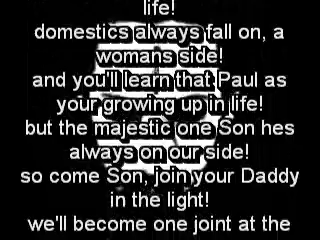 life!
domestics always fall on, a
womans side!
and you'll learn that Paul as
your growing up in life!
but the majestic one Son hes
always on our side!
so come Son, join your Daddy
in the light!
we'll become one joint at the